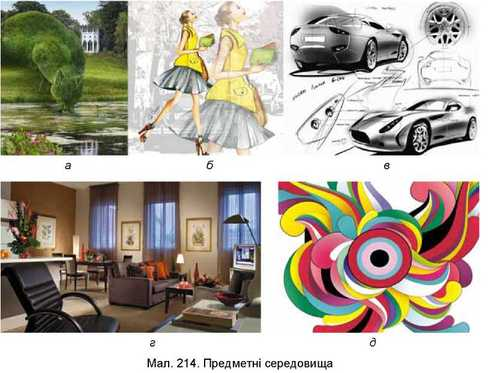 а
б
в
г
д
Мал. 214. Предметні середовища